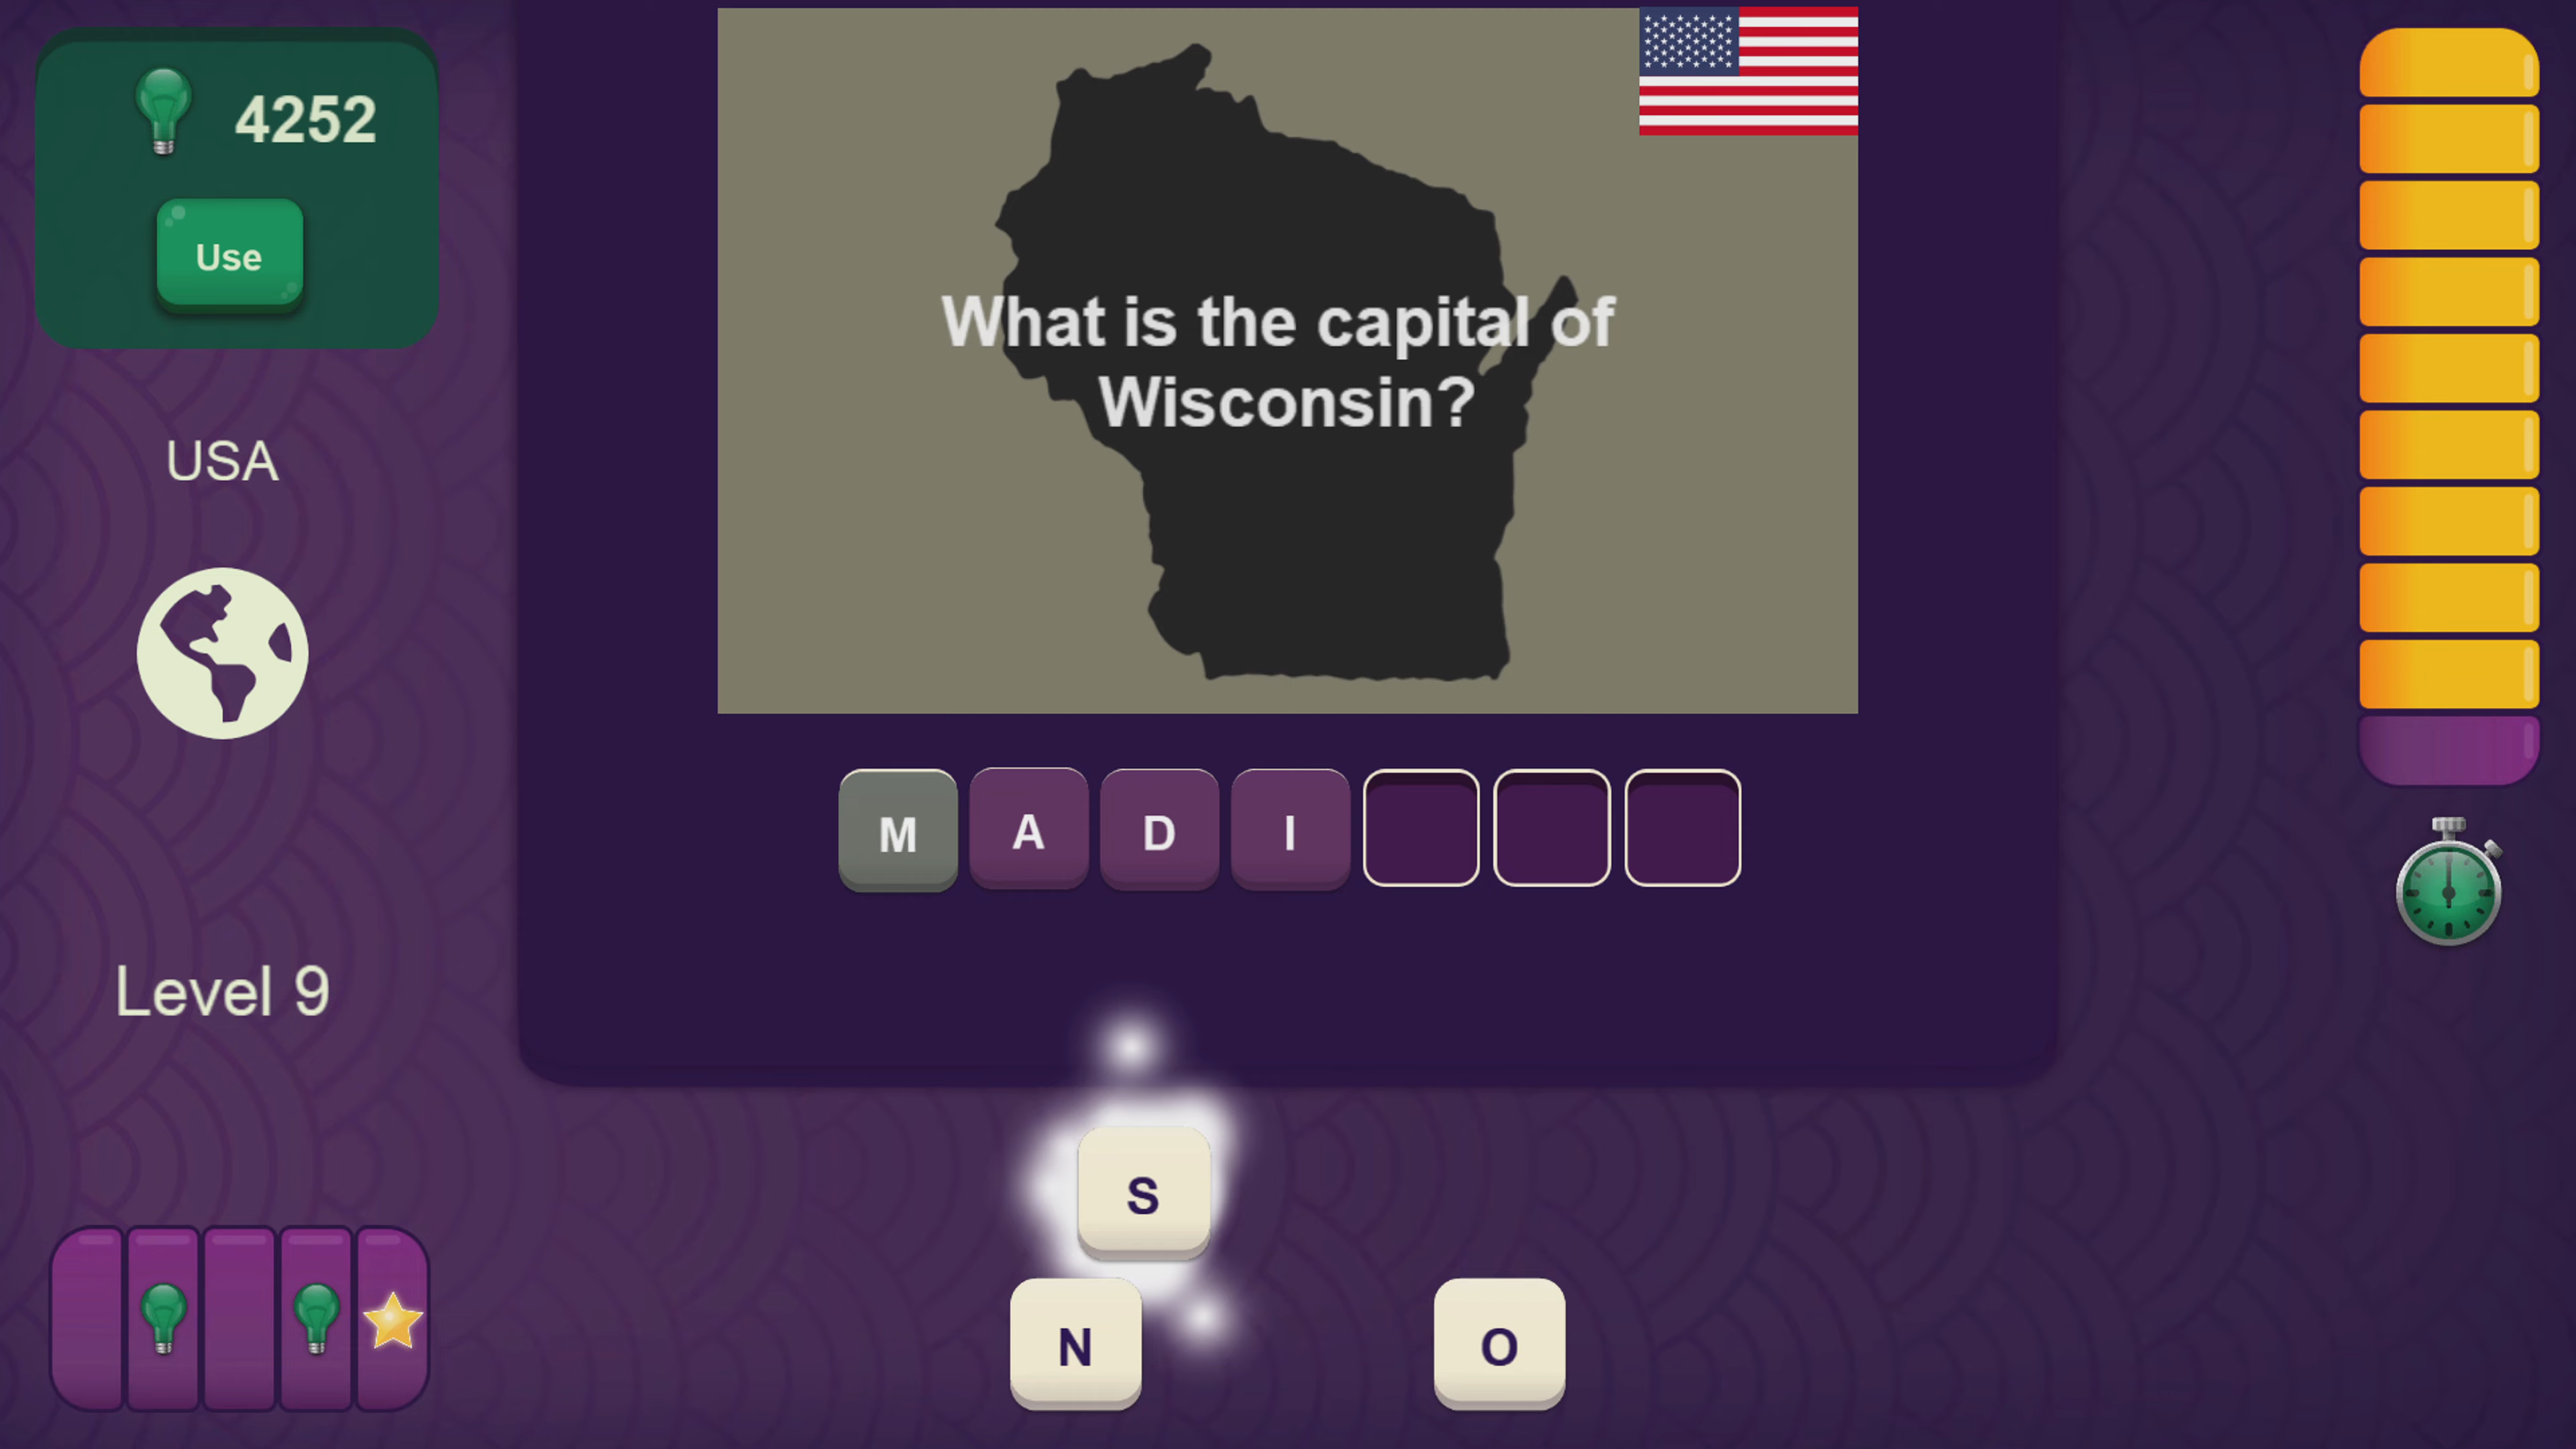 4252
Use
USA
Level 9
What is the capital of
Wisconsin?
M A D I
S
N O